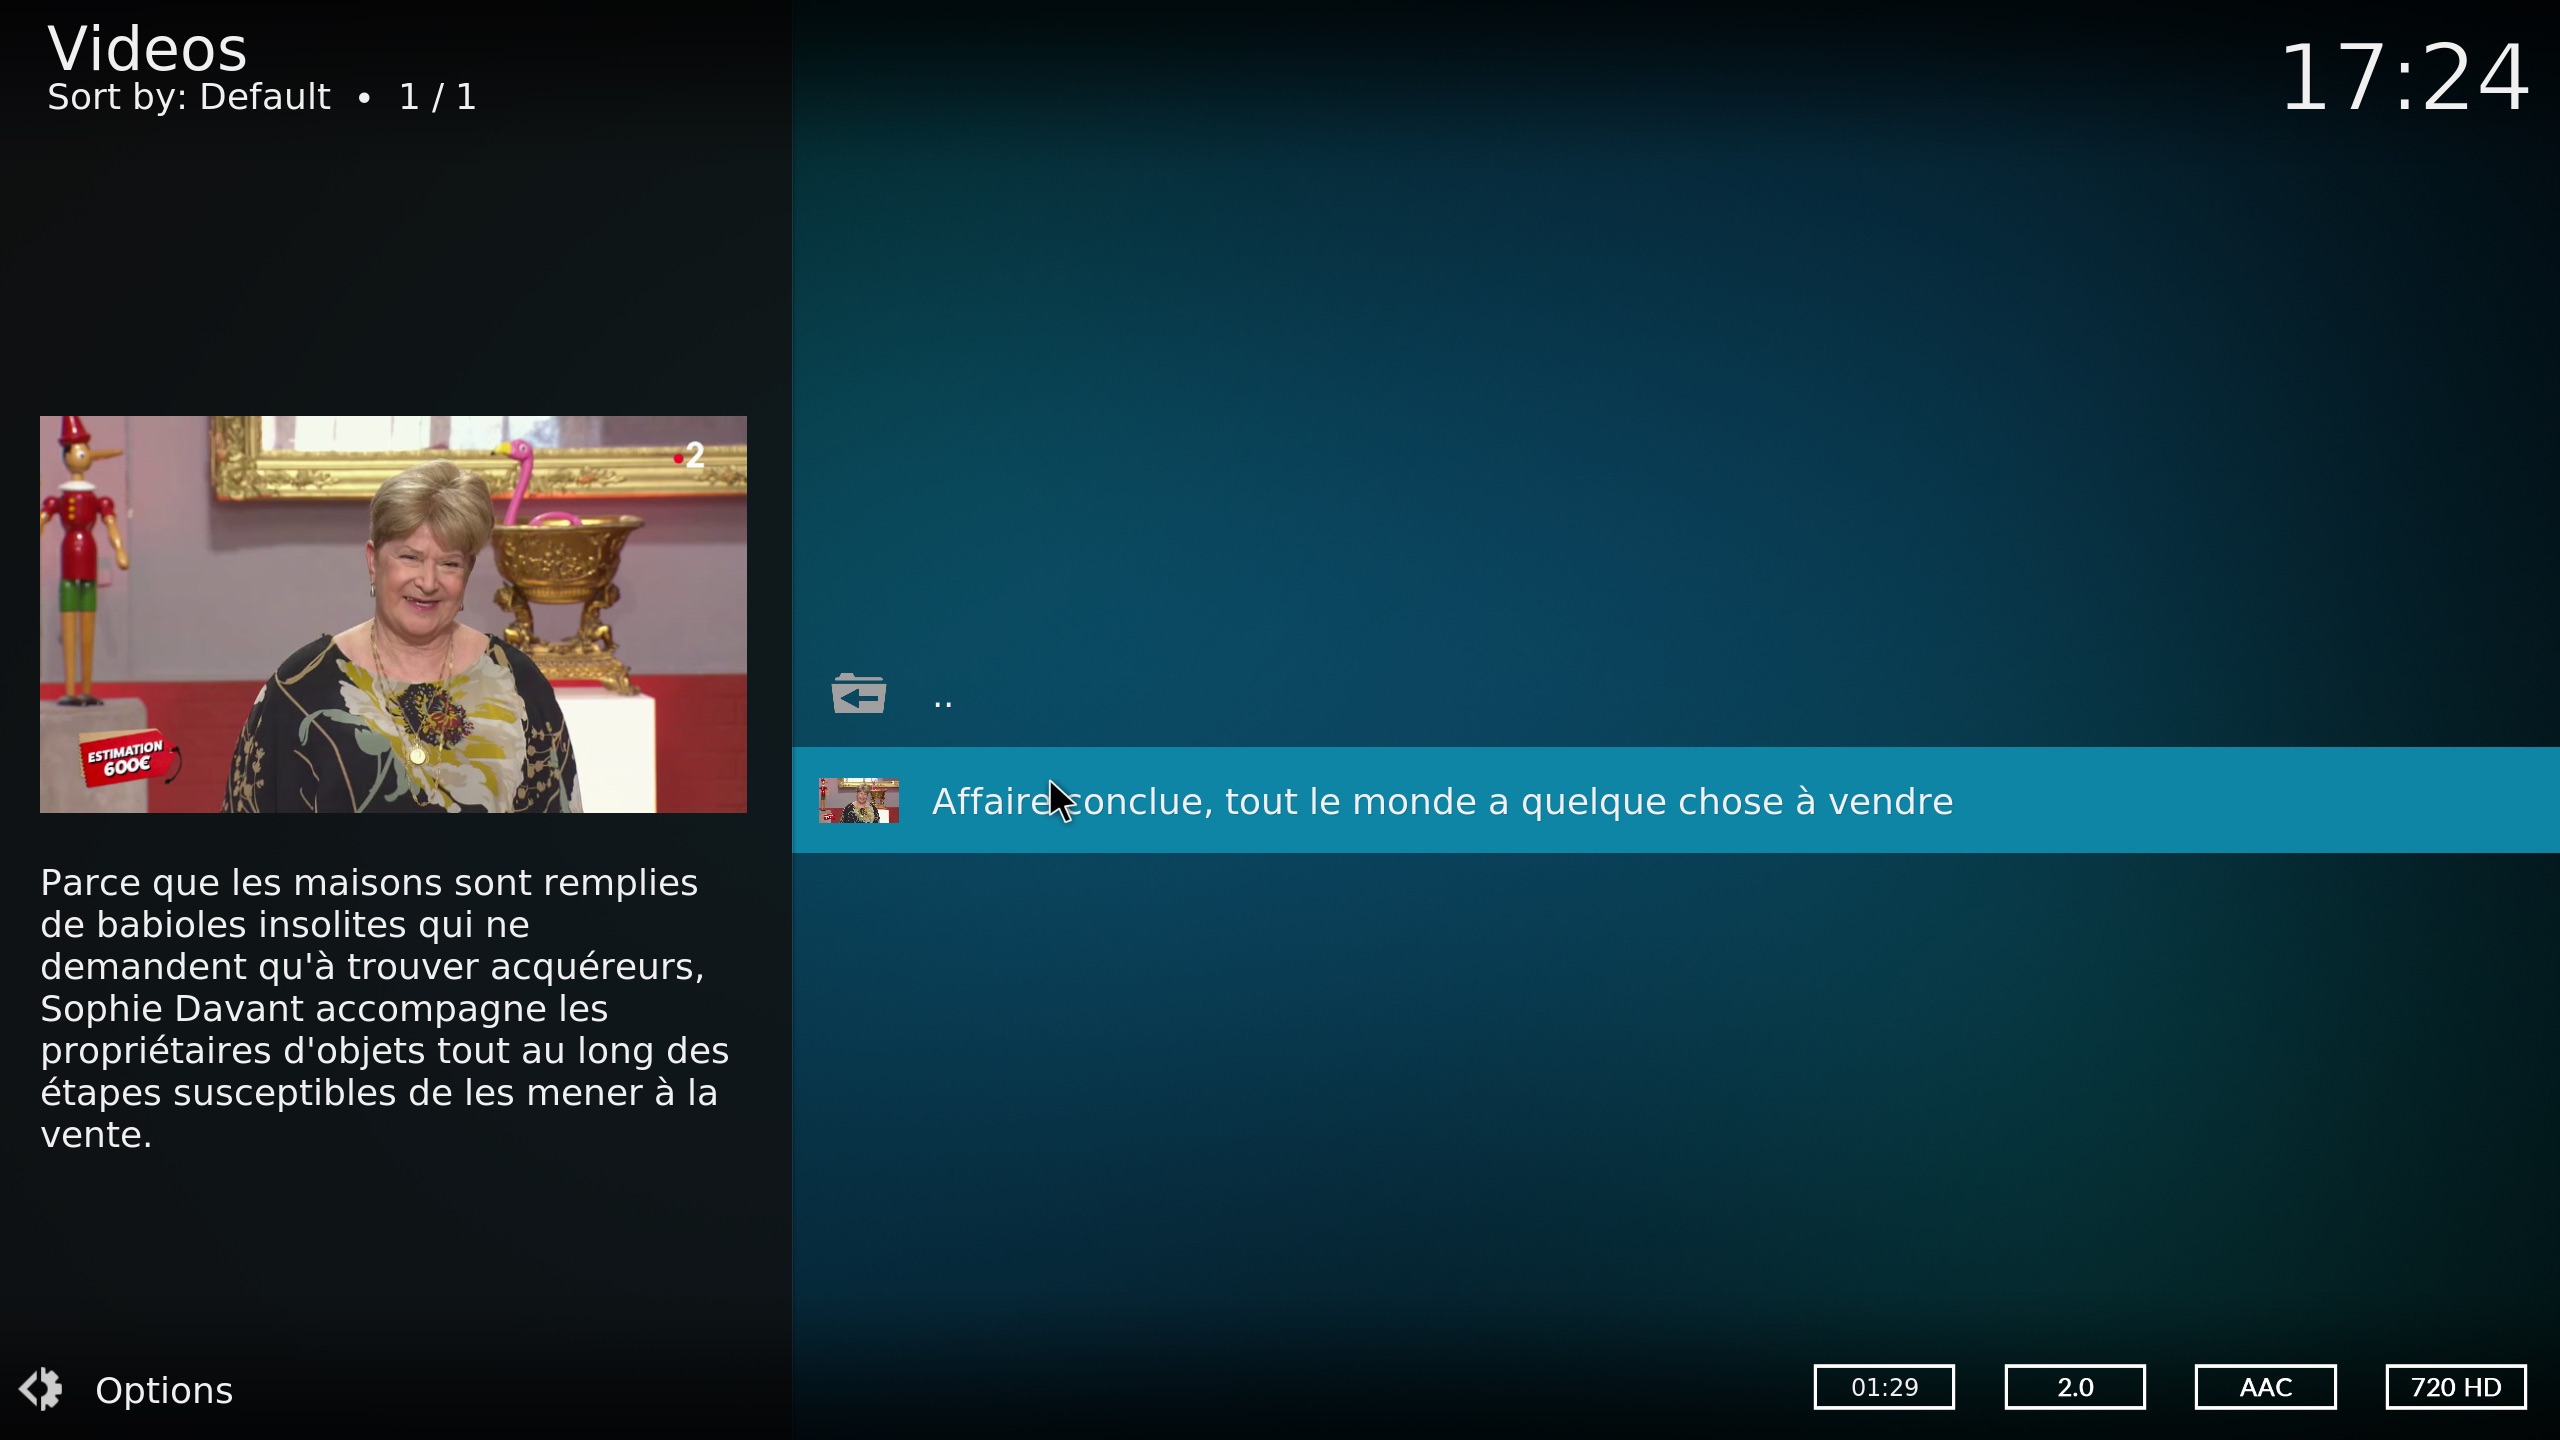 Videos
Sort by: Default • 1 / 1
17:24
2
ESTIMATION
600€
..
Affaire conclue, tout le monde a quelque chose à vendre
Parce que les maisons sont remplies
de babioles insolites qui ne
demandent qu'à trouver acquéreurs,
Sophie Davant accompagne les
propriétaires d'objets tout au long des
étapes susceptibles de les mener à la
vente.
Options
01:29
2.0
AAC
720 HD